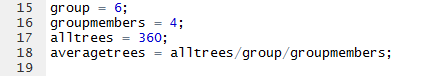 15 group = 6;
16 groupmembers = 4;
17 alltrees = 360;
18 averagetrees = alltrees/group/groupmembers;
19